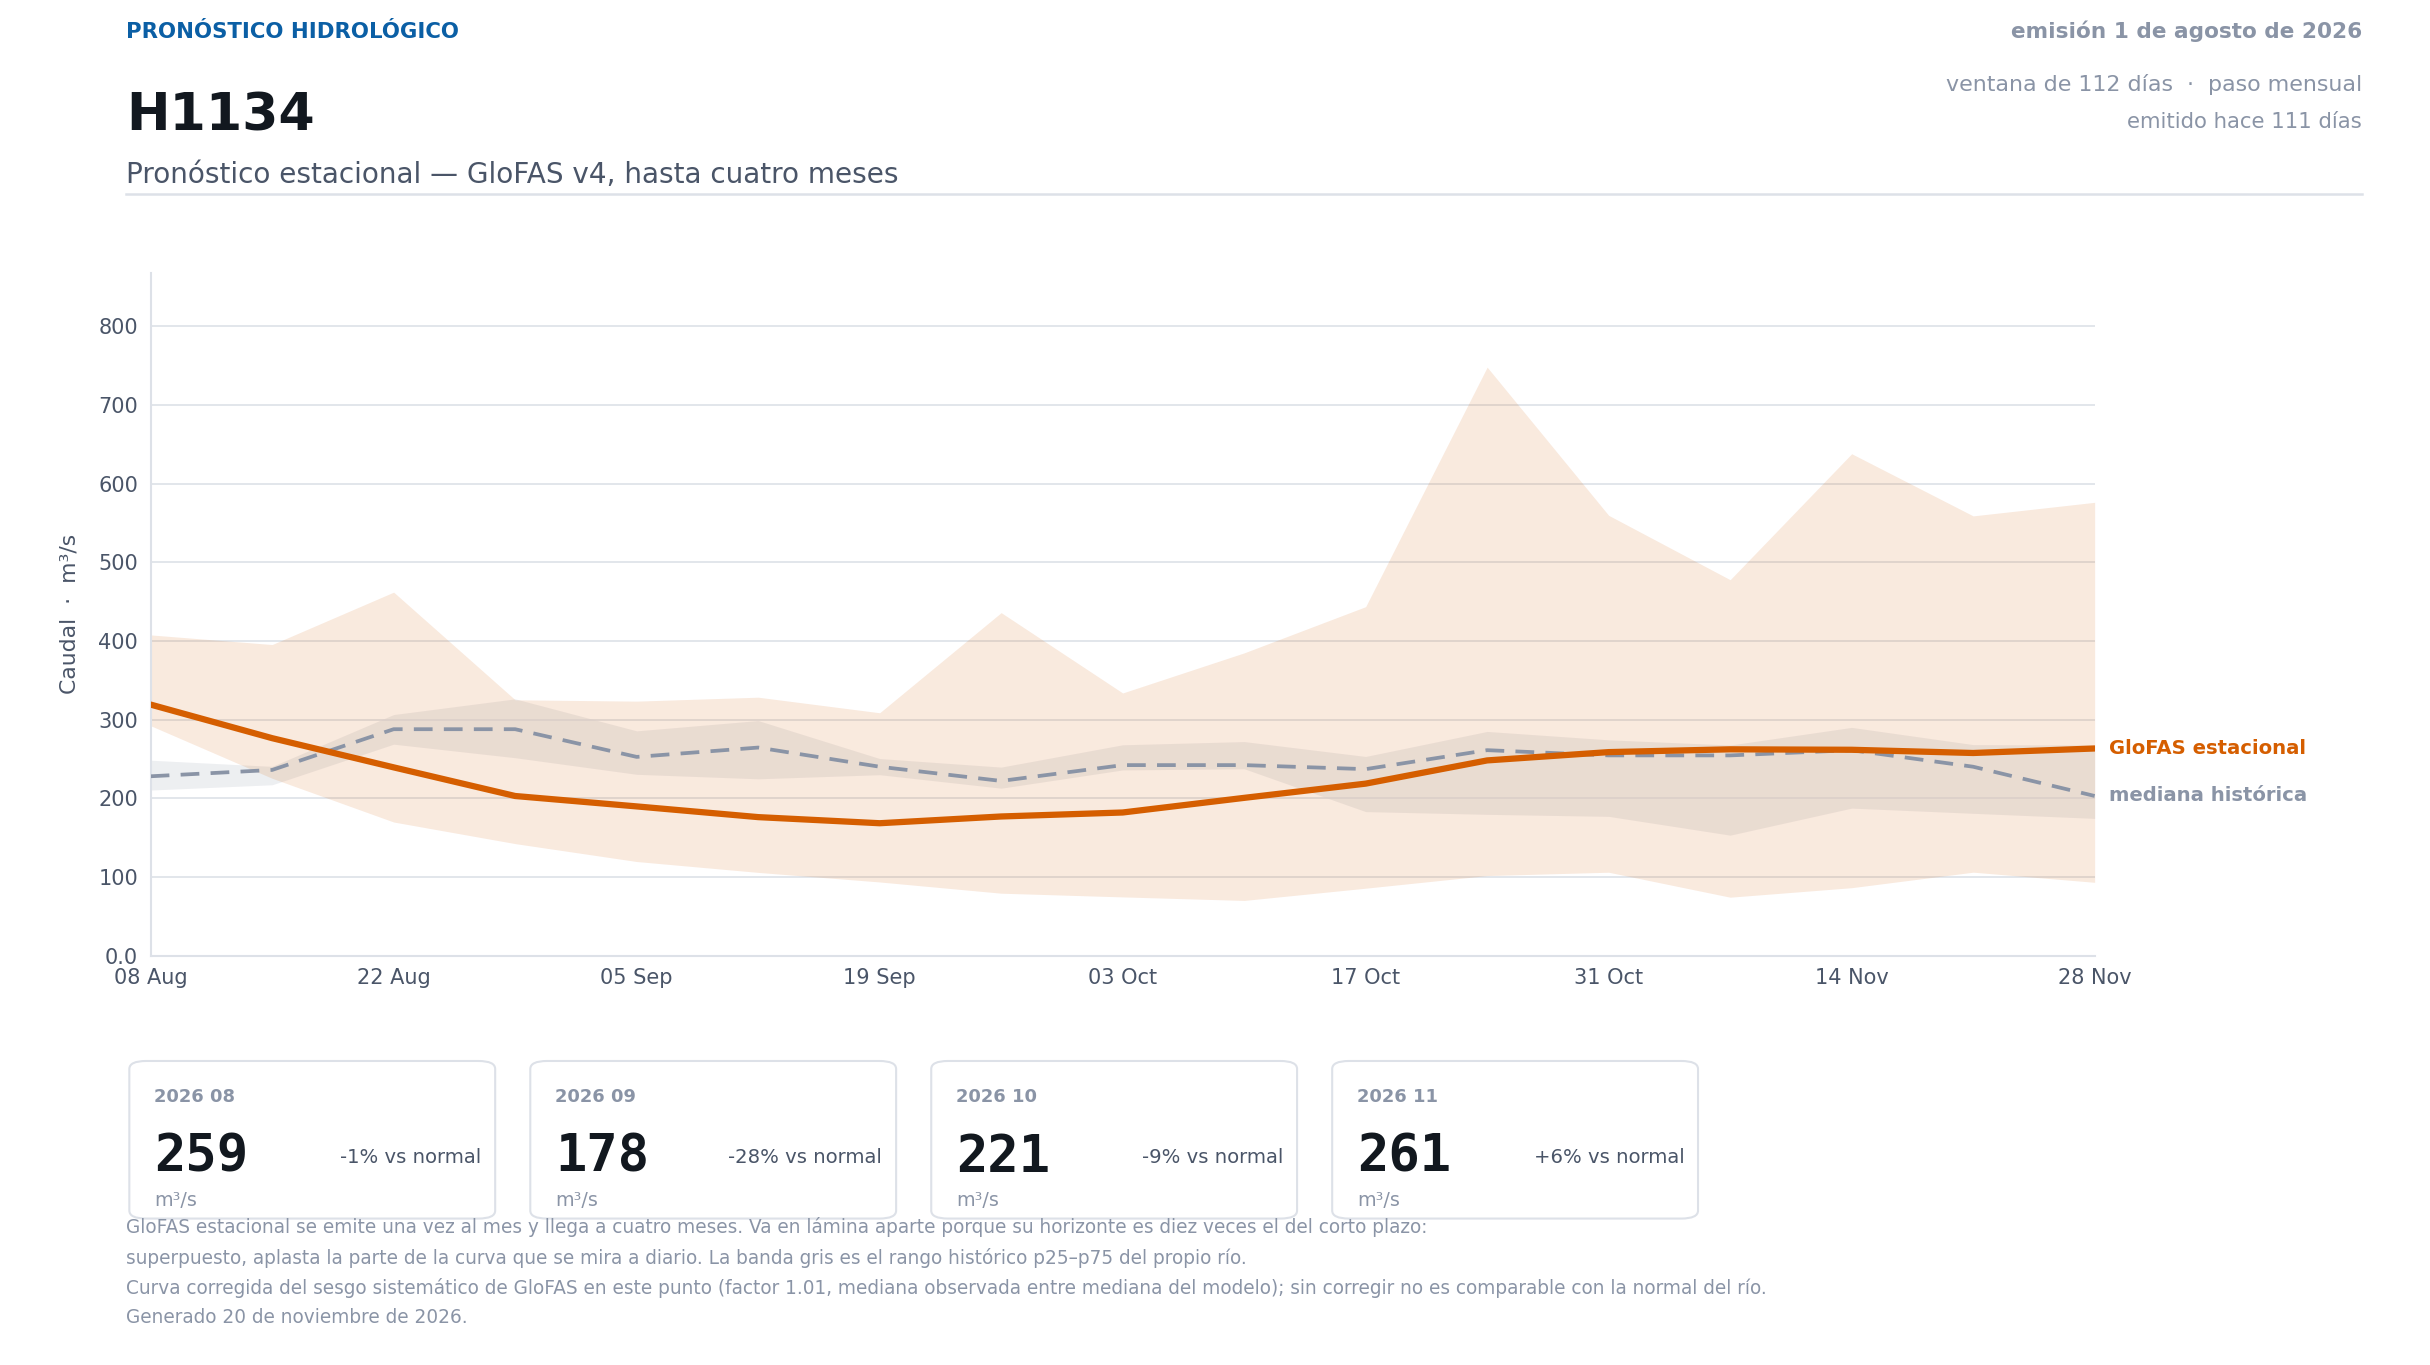 PRONÓSTICO HIDROLÓGICO
emisión 1 de agosto de 2026
H1134
ventana de 112 días · paso mensual
emitido hace 111 días
Pronóstico estacional — GloFAS v4, hasta cuatro meses
Caudal · m³/s
800
700
600
500
400
300
200
100
0.0
08 Aug
22 Aug
05 Sep
19 Sep
03 Oct
17 Oct
31 Oct
14 Nov
28 Nov
GloFAS estacional
mediana histórica
2026 08
259
-1% vs normal
m³/s
2026 09
178
-28% vs normal
m³/s
2026 10
221
-9% vs normal
m³/s
2026 11
261
+6% vs normal
m³/s
GloFAS estacional se emite una vez al mes y llega a cuatro meses. Va en lámina aparte porque su horizonte es diez veces el del corto plazo:
superpuesto, aplasta la parte de la curva que se mira a diario. La banda gris es el rango histórico p25–p75 del propio río.
Curva corregida del sesgo sistemático de GloFAS en este punto (factor 1.01, mediana observada entre mediana del modelo); sin corregir no es comparable con la normal del río.
Generado 20 de noviembre de 2026.